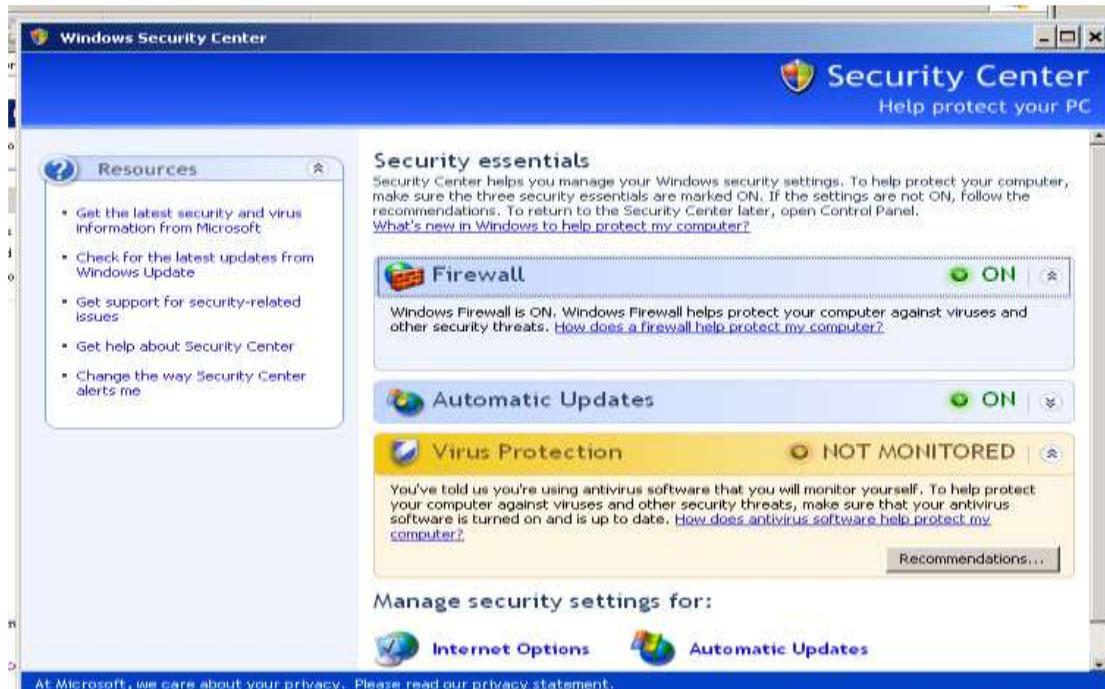 Windows Security Center
Security Center
Help protect your PC
Resources
Get the latest security and virus
information from Microsoft
Check for the latest updates from
Windows Update
Get support for security-related
issues
Get help about Security Center
Change the way Security Center
alerts me
Security essentials
Security Center helps you manage your Windows security settings. To help protect your computer,
make sure the three security essentials are marked ON. If the settings are not ON, follow the
recommendations. To return to the Security Center later, open Control Panel.
What's new in Windows to help protect my computer?
Firewall ON
Windows Firewall is ON. Windows Firewall helps protect your computer against viruses and
other security threats. How does a firewall help protect my computer?
Automatic Updates ON
Virus Protection NOT MONITORED
You've told us you're using antivirus software that you will monitor yourself. To help protect
your computer against viruses and other security threats, make sure that your antivirus
software is turned on and is up to date. How does antivirus software help protect my
computer?
Recommendations...
Manage security settings for:
Internet Options Automatic Updates
At Microsoft, we care about your privacy. Please read our privacy statement.